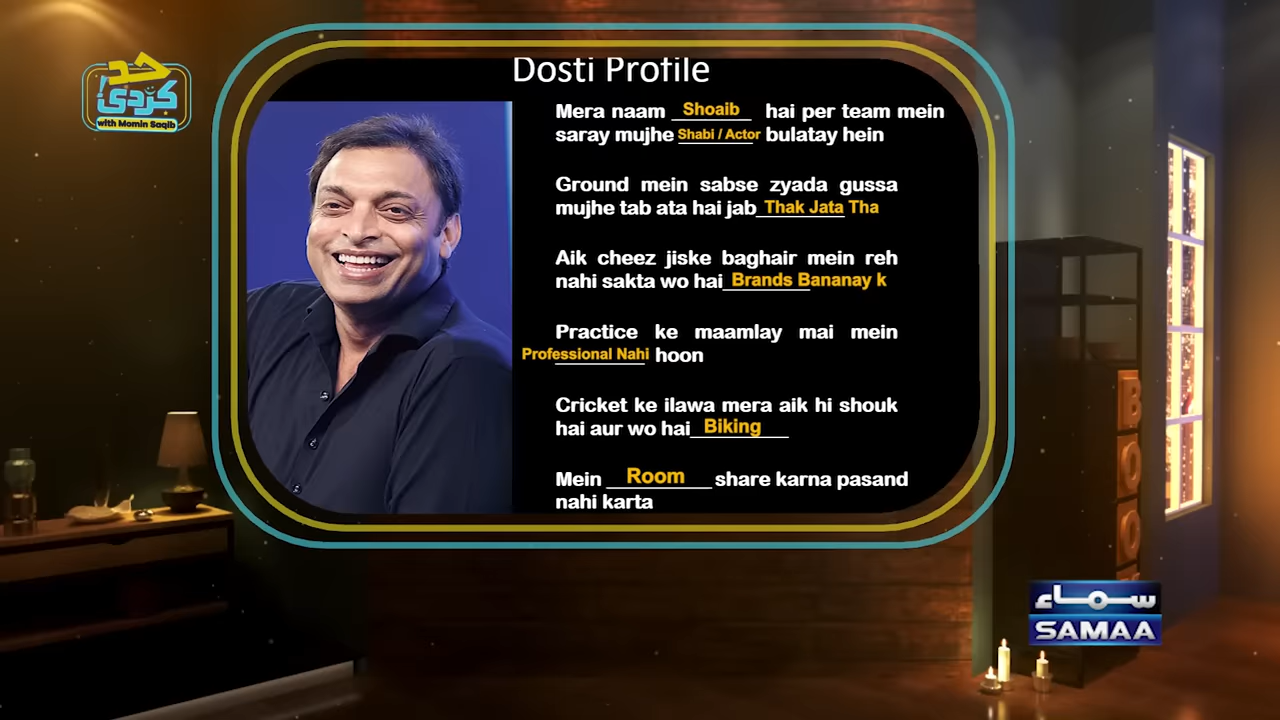 حد
کردی
with Momin Saqib
Dosti Profile
Mera naam Shoaib hai per team mein
saray mujhe Shabi / Actor bulatay hein
Ground mein sabse zyada gussa
mujhe tab ata hai jab Thak Jata Tha
Aik cheez jiske baghair mein reh
nahi sakta wo hai Brands Bananay k
Practice ke maamlay mai mein
Professional Nahi hoon
Cricket ke ilawa mera aik hi shouk
hai aur wo hai Biking
Mein Room share karna pasand
nahi karta
سماء
SAMAA